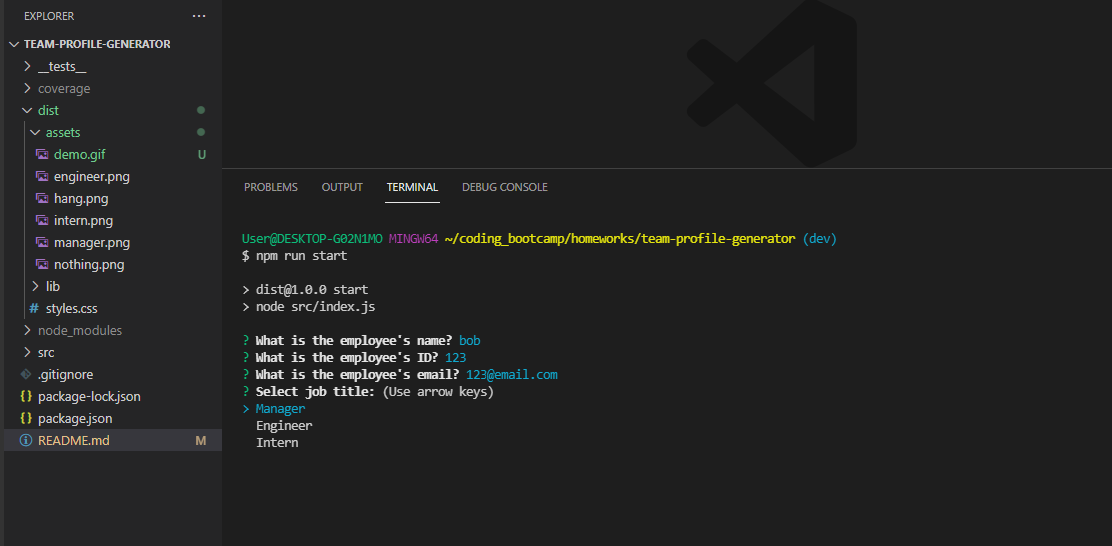 EXPLORER ...
TEAM-PROFILE-GENERATOR
__tests__
coverage
dist
assets
demo.gif U
engineer.png
hang.png
intern.png
manager.png
nothing.png
lib
# styles.css
node_modules
src
.gitignore
{} package-lock.json
{} package.json
README.md M
PROBLEMS OUTPUT TERMINAL DEBUG CONSOLE
User@DESKTOP-G02N1MO MINGW64 ~/coding_bootcamp/homeworks/team-profile-generator (dev)
$ npm run start
> dist@1.0.0 start
> node src/index.js
? What is the employee's name? bob
? What is the employee's ID? 123
? What is the employee's email? 123@email.com
? Select job title: (Use arrow keys)
> Manager
Engineer
Intern